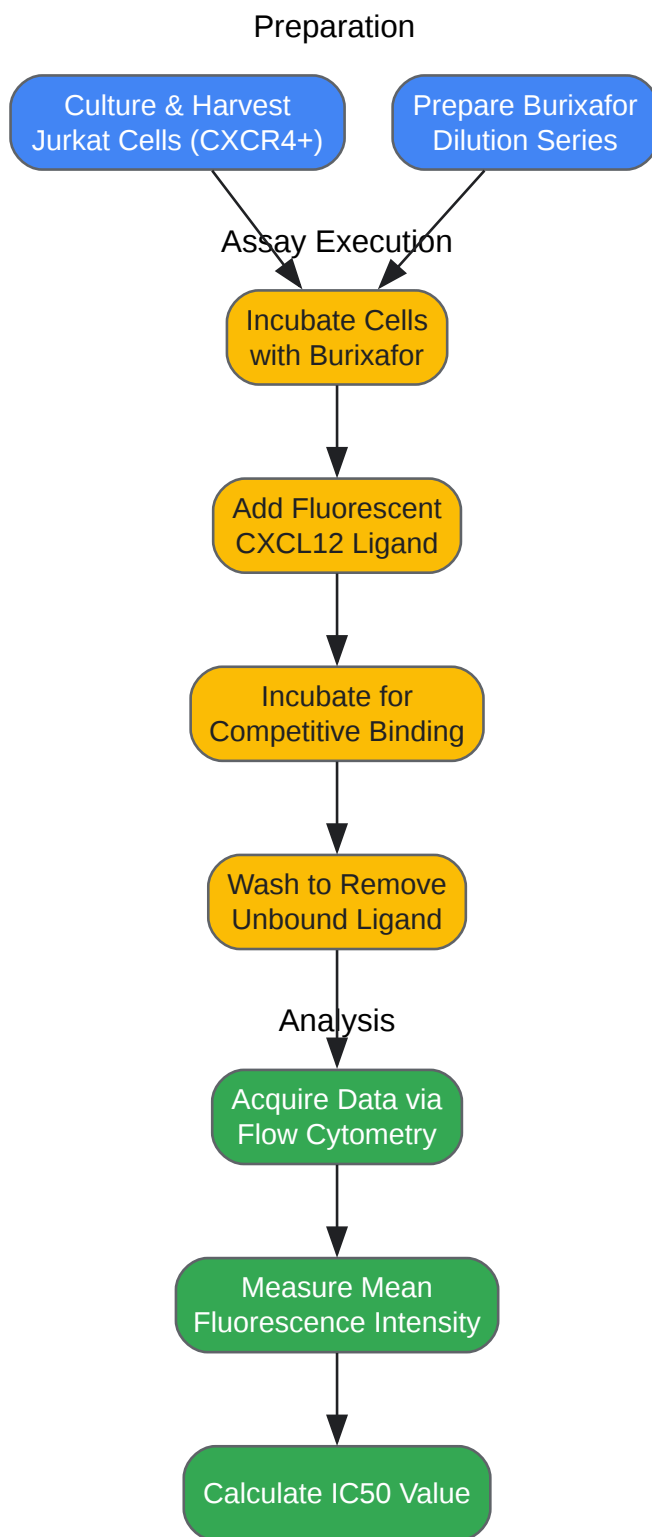 Preparation
Culture & Harvest
Jurkat Cells (CXCR4+)
Prepare Burixafor
Dilution Series
Assay Execution
Incubate Cells
with Burixafor
Add Fluorescent
CXCL12 Ligand
Incubate for
Competitive Binding
Wash to Remove
Unbound Ligand
Analysis
Acquire Data via
Flow Cytometry
Measure Mean
Fluorescence Intensity
Calculate IC50 Value